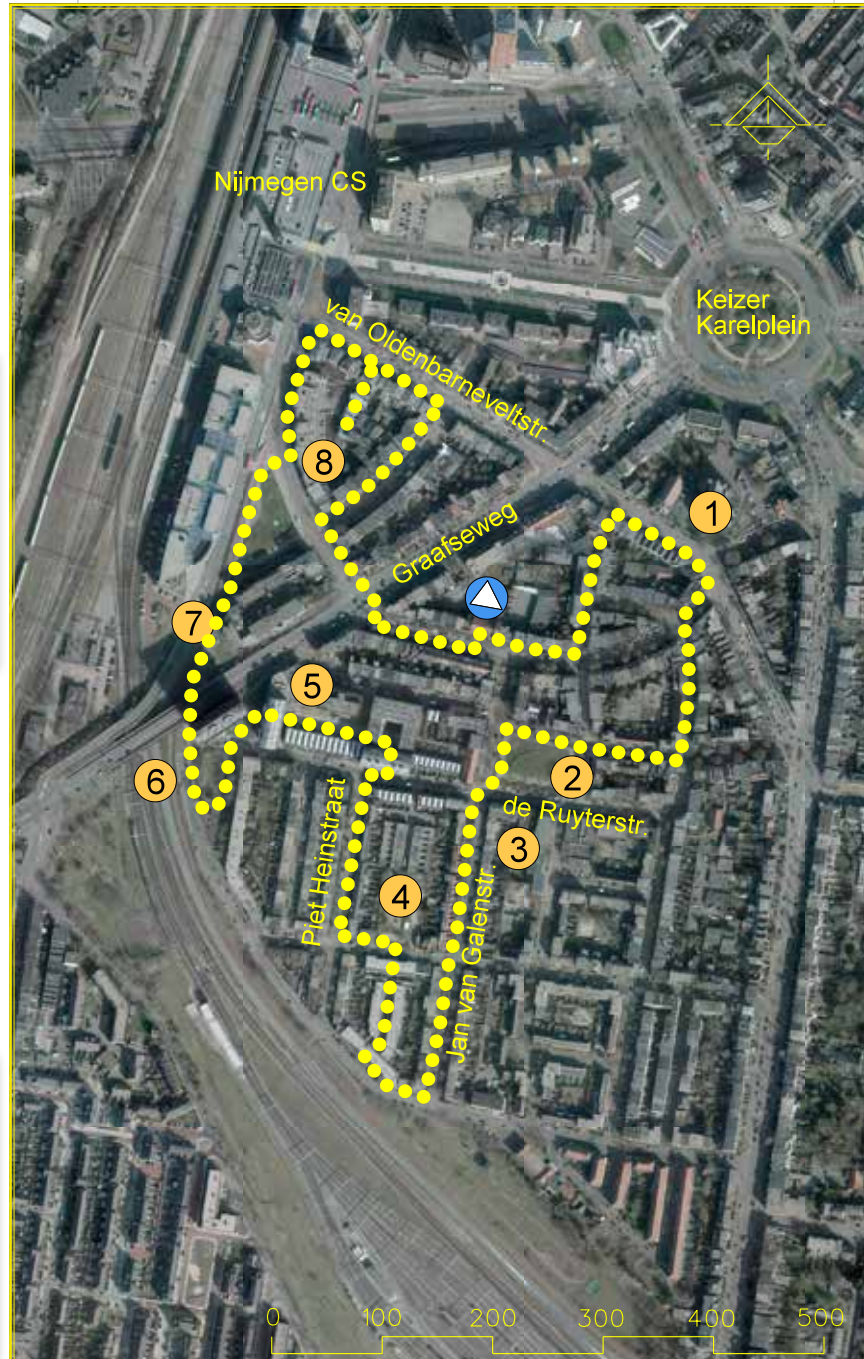 Nijmegen CS
Keizer
Karelplein
van Oldenbarneveltstr.
8
1
Graafseweg
7
5
6
2
de Ruyterstr.
3
Piet Heinstraat
4
Jan van Galenstr.
0 100 200 300 400 500